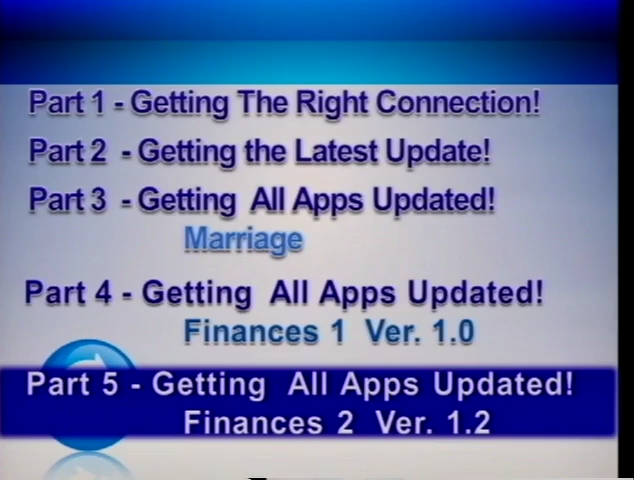 Part 1 - Getting The Right Connection!
Part 2 - Getting the Latest Update!
Part 3 - Getting All Apps Updated!
Marriage
Part 4 - Getting All Apps Updated!
Finances 1 Ver. 1.0
Part 5 - Getting All Apps Updated!
Finances 2 Ver. 1.2